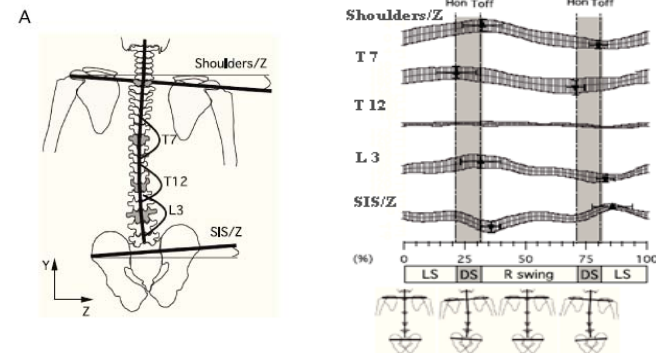 A
Shoulders/Z
T7
T12
L3
SIS/Z
Y
Z
Hon Toff
Hon Toff
Shoulders/Z
T 7
T 12
L 3
SIS/Z
0 25 50 75 100
(%)
LS DS R swing DS LS